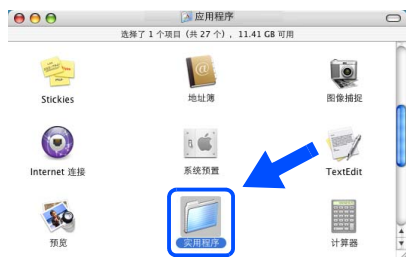 应用程序
选择了 1 个项目（共 27 个），11.41 GB 可用
Stickies
地址簿
图像捕捉
Internet 连接
系统预置
TextEdit
预览
实用程序
计算器